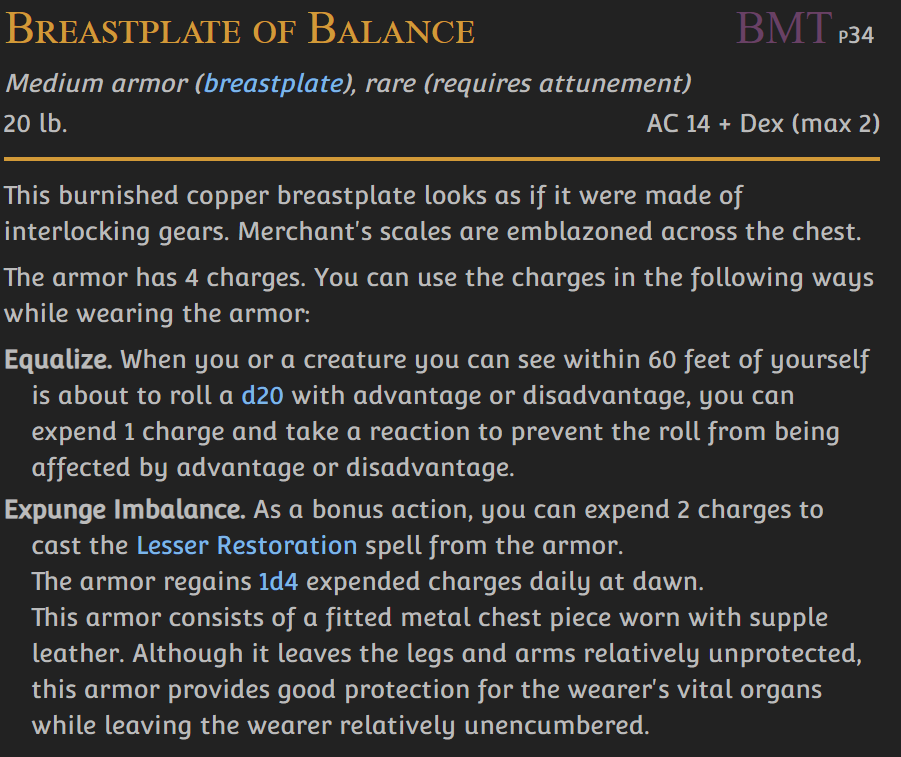 Breastplate of Balance BMT P34
Medium armor (breastplate), rare (requires attunement)
20 lb. AC 14 + Dex (max 2)
This burnished copper breastplate looks as if it were made of
interlocking gears. Merchant's scales are emblazoned across the chest.
The armor has 4 charges. You can use the charges in the following ways
while wearing the armor:
Equalize. When you or a creature you can see within 60 feet of yourself
is about to roll a d20 with advantage or disadvantage, you can
expend 1 charge and take a reaction to prevent the roll from being
affected by advantage or disadvantage.
Expunge Imbalance. As a bonus action, you can expend 2 charges to
cast the Lesser Restoration spell from the armor.
The armor regains 1d4 expended charges daily at dawn.
This armor consists of a fitted metal chest piece worn with supple
leather. Although it leaves the legs and arms relatively unprotected,
this armor provides good protection for the wearer's vital organs
while leaving the wearer relatively unencumbered.